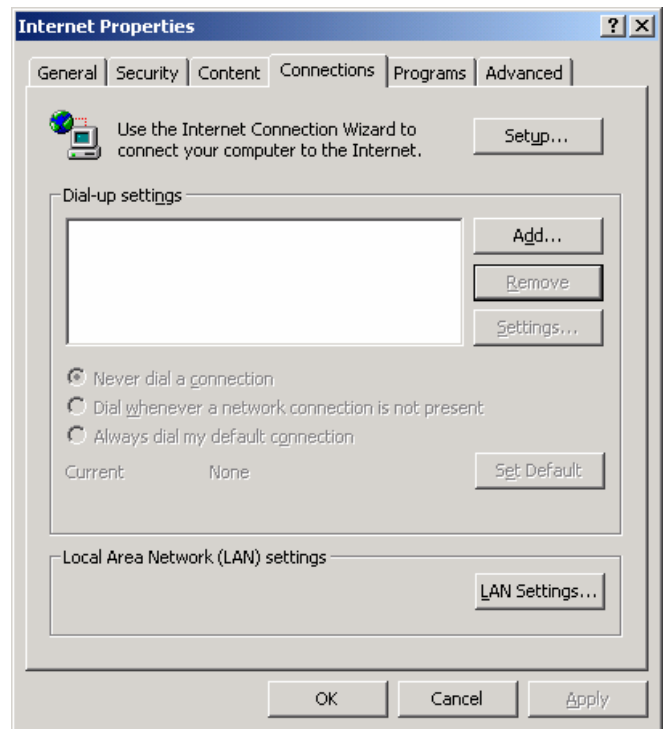 Internet Properties
General Security Content Connections Programs Advanced
Use the Internet Connection Wizard to
connect your computer to the Internet.
Setup...
Dial-up settings
Add...
Remove
Settings...
Never dial a connection
Dial whenever a network connection is not present
Always dial my default connection
Current None
Set Default
Local Area Network (LAN) settings
LAN Settings...
OK Cancel Apply